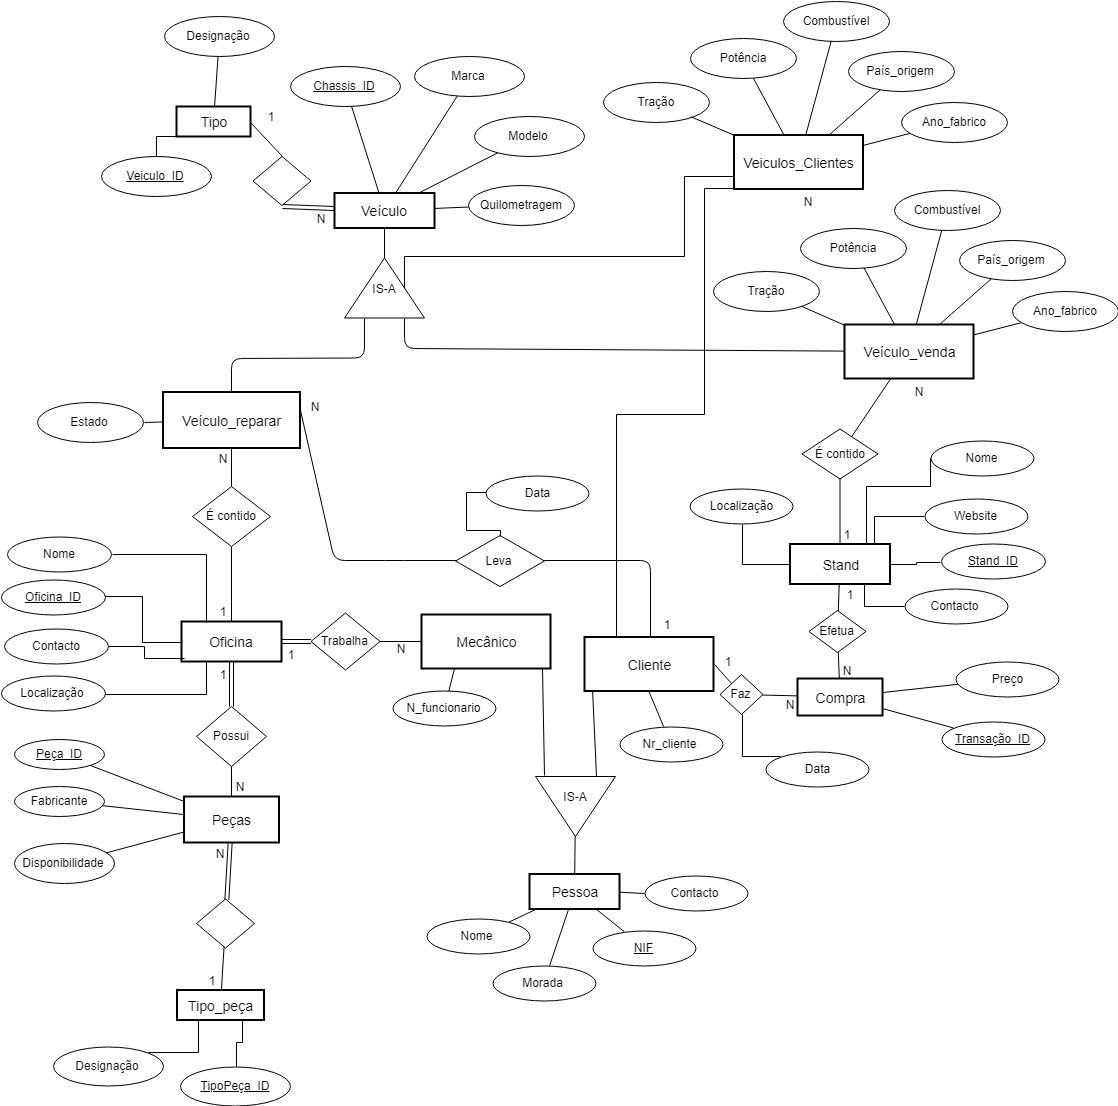 Designação
Combustível
Potência
País_origem
Marca
Chassis_ID
Tração
Tipo
1
Ano_fabrico
Modelo
Veiculos_Clientes
Veiculo_ID
Quilometragem
N
Veículo
N
Combustível
Potência
País_origem
IS-A
Tração
Ano_fabrico
Veículo_venda
N
N
Estado
Veículo_reparar
É contido
N
Nome
Data
Localização
É contido
Website
1
Nome
Leva
Stand
Stand_ID
Oficina_ID
1
1
Contacto
1
Efetua
Contacto
Oficina
Trabalha
Mecânico
1
N
1
Cliente
N
1
Localização
Faz
Preço
N_funcionario
N
Compra
Possui
Nr_cliente
Transação_ID
Peça_ID
Data
N
Fabricante
IS-A
Peças
N
Disponibilidade
Pessoa
Contacto
Nome
NIF
1
Morada
Tipo_peça
Designação
TipoPeça_ID